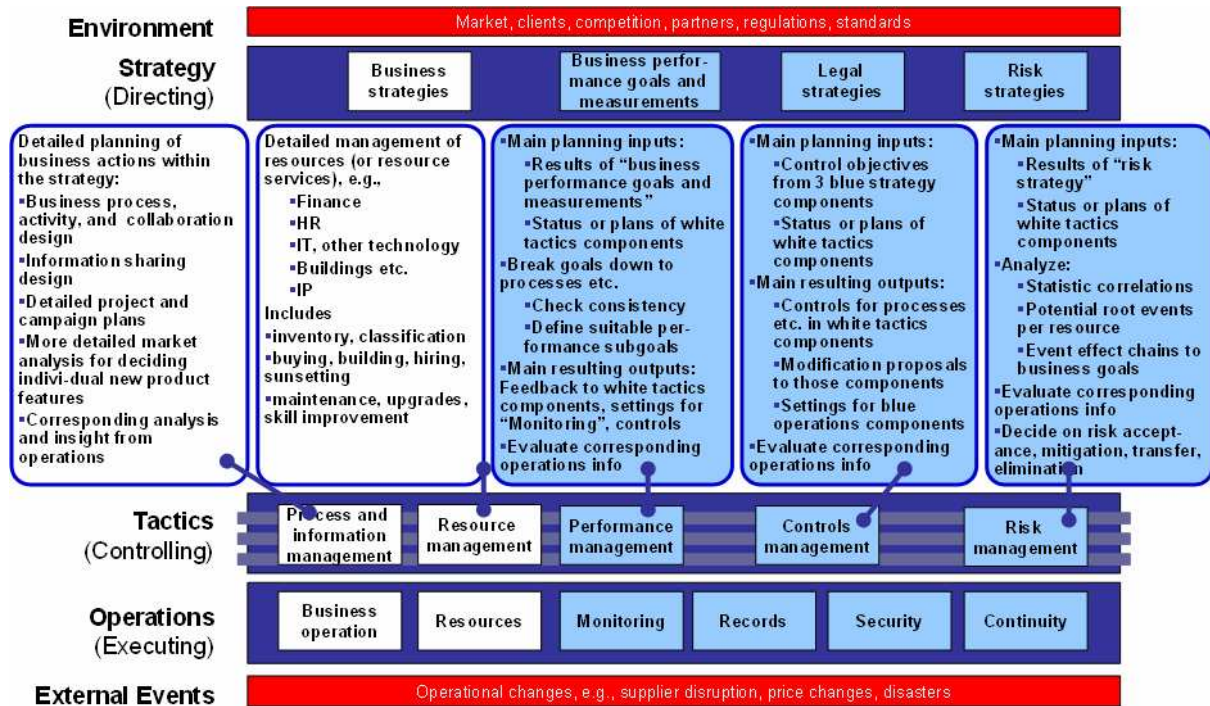 Environment
Market, clients, competition, partners, regulations, standards
Strategy
(Directing)
Business
strategies
Business perfor-
mance goals and
measurements
Legal
strategies
Risk
strategies
Detailed planning of
business actions within
the strategy:
▪Business process,
activity, and collaboration
design
▪Information sharing
design
▪Detailed project and
campaign plans
▪More detailed market
analysis for deciding
indivi-dual new product
features
▪Corresponding analysis
and insight from
operations
Detailed management of
resources (or resource
services), e.g.,
▪Finance
▪HR
▪IT, other technology
▪Buildings etc.
▪IP
Includes
▪inventory, classification
▪buying, building, hiring,
sunsetting
▪maintenance, upgrades,
skill improvement
▪Main planning inputs:
▪Results of “business
performance goals and
measurements”
▪Status or plans of white
tactics components
▪Break goals down to
processes etc.
▪Check consistency
▪Define suitable per-
formance subgoals
▪Main resulting outputs:
Feedback to white tactics
components, settings for
“Monitoring”, controls
▪Evaluate corresponding
operations info
▪Main planning inputs:
▪Control objectives
from 3 blue strategy
components
▪Status or plans of
white tactics
components
▪Main resulting outputs:
▪Controls for processes
etc. in white tactics
components
▪Modification proposals
to those components
▪Settings for blue
operations components
▪Evaluate corresponding
operations info
▪Main planning inputs:
▪Results of “risk
strategy”
▪Status or plans of
white tactics
components
▪Analyze:
▪Statistic correlations
▪Potential root events
per resource
▪Event effect chains to
business goals
▪Evaluate corresponding
operations info
▪Decide on risk accept-
ance, mitigation, transfer,
elimination
Tactics
(Controlling)
Process and
information
management
Resource
management
Performance
management
Controls
management
Risk
management
Operations
(Executing)
Business
operation
Resources
Monitoring
Records
Security
Continuity
External Events
Operational changes, e.g., supplier disruption, price changes, disasters